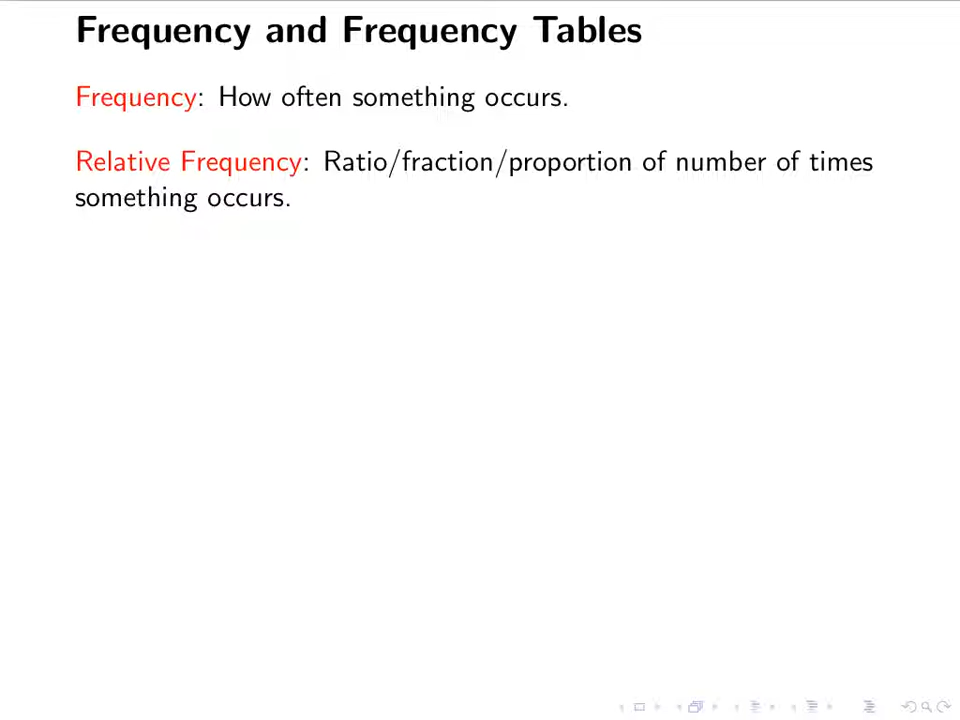 Frequency and Frequency Tables
Frequency: How often something occurs.
Relative Frequency: Ratio/fraction/proportion of number of times
something occurs.